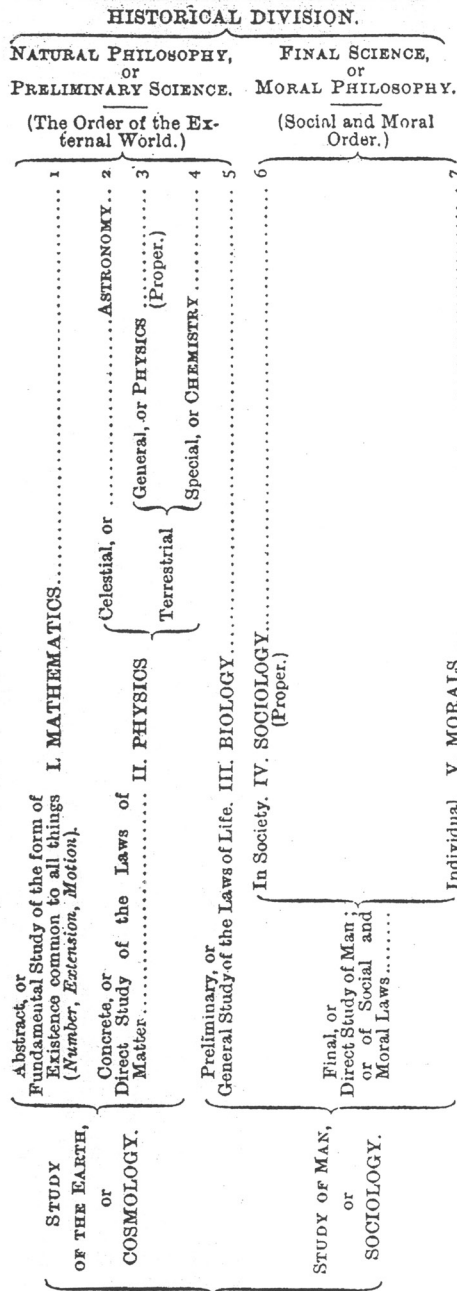 HISTORICAL DIVISION.
NATURAL PHILOSOPHY,
or
PRELIMINARY SCIENCE.
(The Order of the Ex-
ternal World.)
FINAL SCIENCE,
or
MORAL PHILOSOPHY.
(Social and Moral
Order.)
STUDY
OF THE EARTH,
or
COSMOLOGY.
Abstract, or
Fundamental Study of the form of
Existence common to all things
(Number, Extension, Motion).
I. MATHEMATICS........ 1
Concrete, or
Direct Study of the Laws of
Matter........ II. PHYSICS
Celestial, or ........ ASTRONOMY.. 2
Terrestrial
General, or PHYSICS ........ 3
(Proper.)
Special, or CHEMISTRY ........ 4
STUDY OF MAN,
or
SOCIOLOGY.
Preliminary, or
General Study of the Laws of Life. III. BIOLOGY........ 5
Final, or
Direct Study of Man;
or of Social and
Moral Laws........
In Society. IV. SOCIOLOGY........ 6
(Proper.)
Individual V MORALS ........ 7